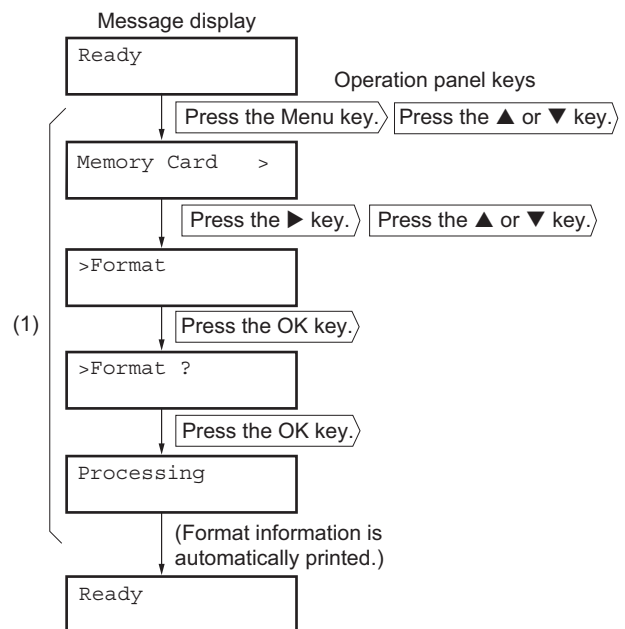 Message display
Ready
Operation panel keys
Press the Menu key. Press the ▲ or ▼ key.
Memory Card >
Press the ▶ key. Press the ▲ or ▼ key.
>Format
(1)
Press the OK key.
>Format ?
Press the OK key.
Processing
(Format information is
automatically printed.)
Ready